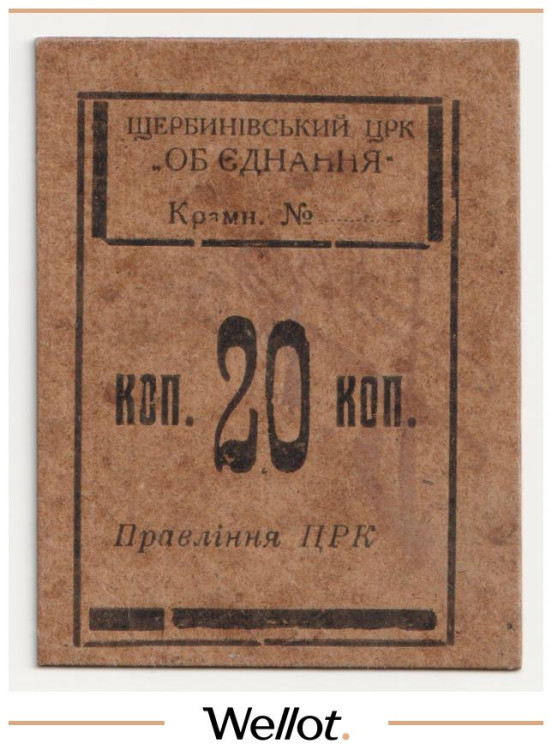 ЩЕРБИНІВСЬКИЙ ЦРК
„ОБ ЄДНАННЯ"
Крамн. №
коп. 20 коп.
Правління ЦРК
Wellot.